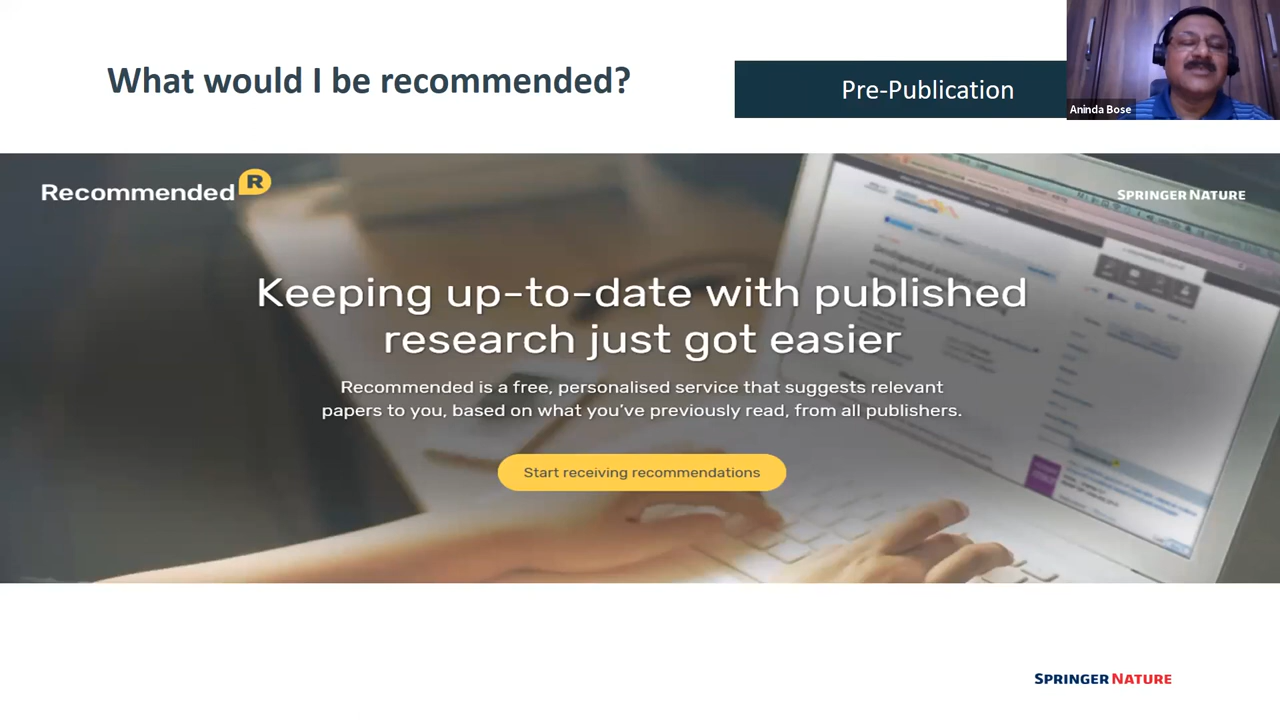 What would I be recommended?
Pre-Publication
Aninda Bose
Recommended R
SPRINGER NATURE
Keeping up-to-date with published
research just got easier
Recommended is a free, personalised service that suggests relevant
papers to you, based on what you've previously read, from all publishers.
Start receiving recommendations
SPRINGER NATURE